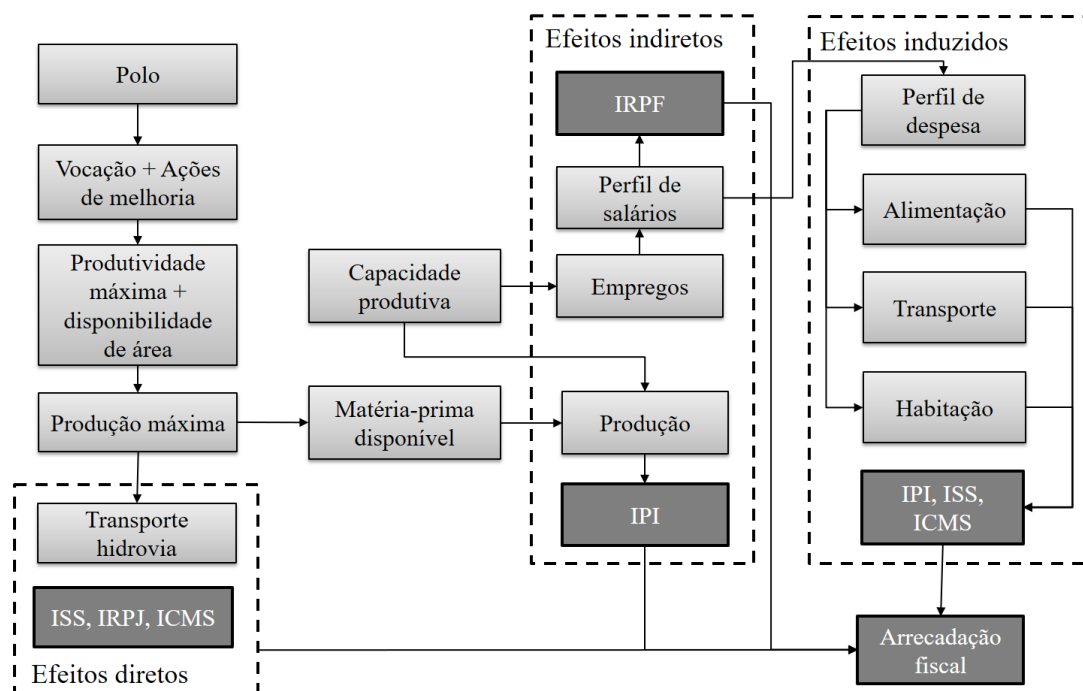 Polo
Vocação + Ações
de melhoria
Produtividade
máxima +
disponibilidade
de área
Produção máxima
Transporte
hidrovia
ISS, IRPJ, ICMS
Efeitos diretos
Capacidade
produtiva
Matéria-prima
disponível
Efeitos indiretos
IRPF
Perfil de
salários
Empregos
Produção
IPI
Efeitos induzidos
Perfil de
despesa
Alimentação
Transporte
Habitação
IPI, ISS,
ICMS
Arrecadação
fiscal